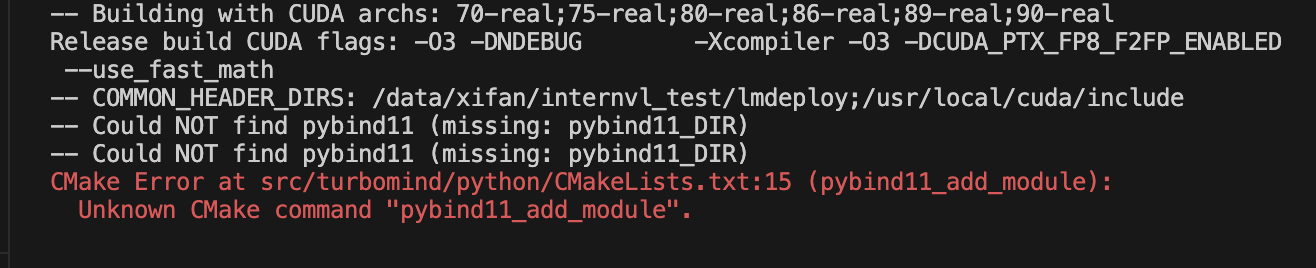 -- Building with CUDA archs: 70-real;75-real;80-real;86-real;89-real;90-real
Release build CUDA flags: -O3 -DNDEBUG        -Xcompiler -O3 -DCUDA_PTX_FP8_F2FP_ENABLED
 --use_fast_math
-- COMMON_HEADER_DIRS: /data/xifan/internvl_test/lmdeploy;/usr/local/cuda/include
-- Could NOT find pybind11 (missing: pybind11_DIR)
-- Could NOT find pybind11 (missing: pybind11_DIR)
CMake Error at src/turbomind/python/CMakeLists.txt:15 (pybind11_add_module):
  Unknown CMake command "pybind11_add_module".